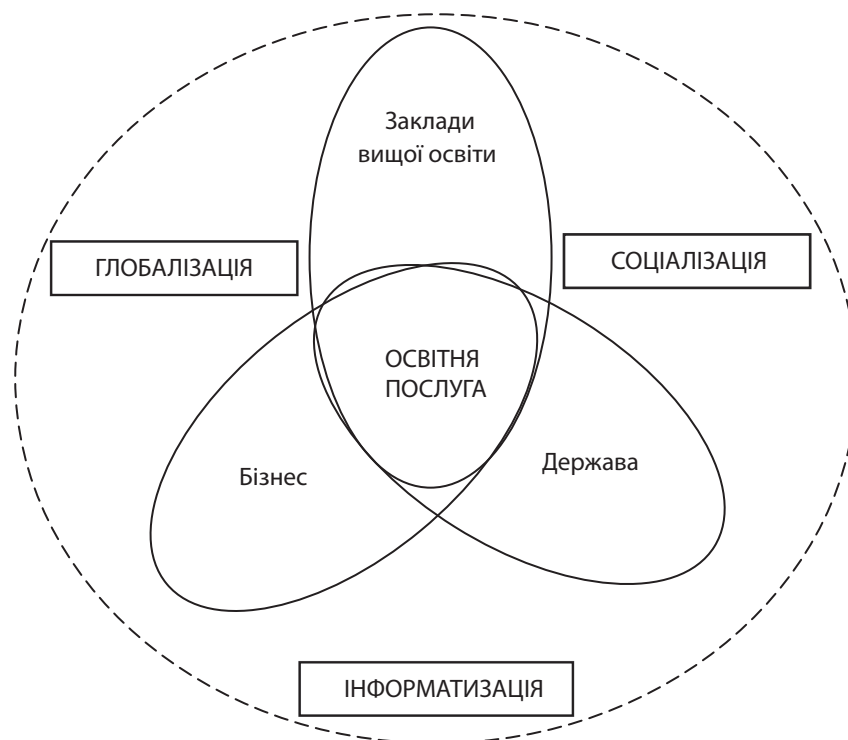 Заклади
вищої освіти
ГЛОБАЛІЗАЦІЯ
СОЦІАЛІЗАЦІЯ
ОСВІТНЯ
ПОСЛУГА
Бізнес
Держава
ІНФОРМАТИЗАЦІЯ